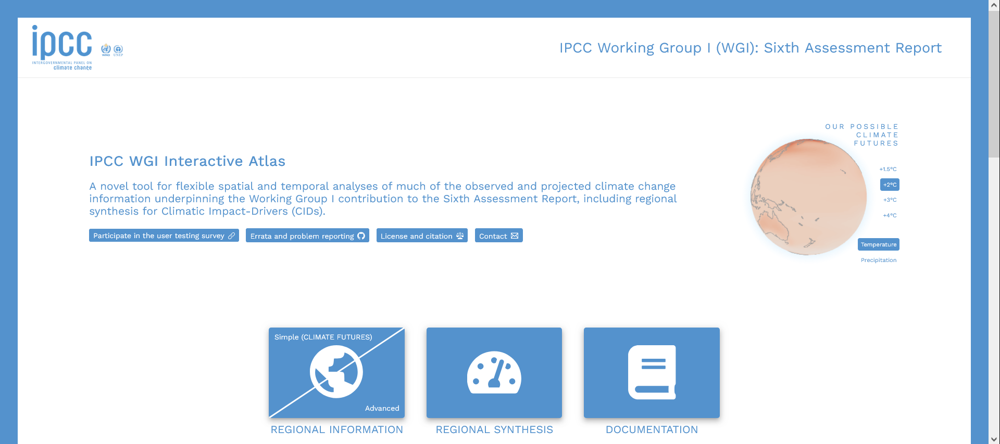 ipcc
INTERGOVERNMENTAL PANEL ON
climate change
WMO
UNEP
IPCC Working Group I (WGI): Sixth Assessment Report
OUR POSSIBLE
CLIMATE
FUTURES
IPCC WGI Interactive Atlas
A novel tool for flexible spatial and temporal analyses of much of the observed and projected climate change
information underpinning the Working Group I contribution to the Sixth Assessment Report, including regional
synthesis for Climatic Impact-Drivers (CIDs).
Participate in the user testing survey
Errata and problem reporting
License and citation
Contact
+1.5°C
+2°C
+3°C
+4°C
Temperature
Precipitation
Simple (CLIMATE FUTURES)
Advanced
REGIONAL INFORMATION
REGIONAL SYNTHESIS
DOCUMENTATION